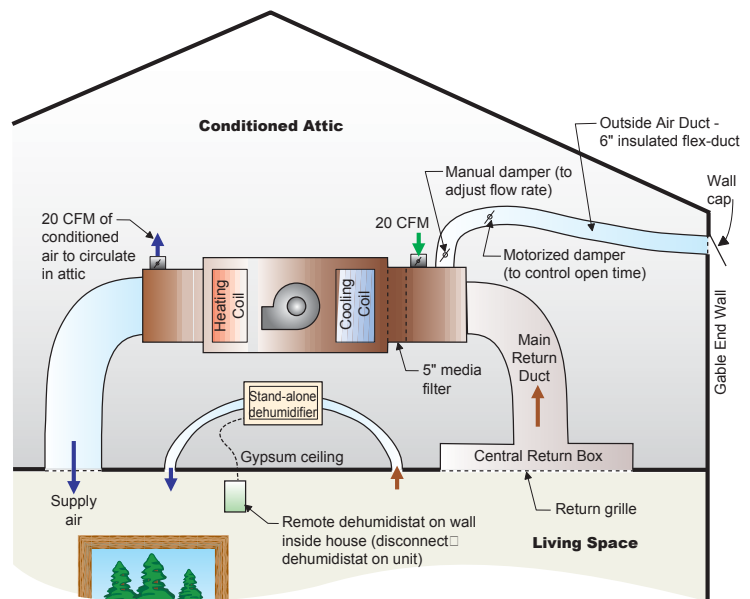 Conditioned Attic
Outside Air Duct -
6" insulated flex-duct
Manual damper (to
adjust flow rate)
Wall
cap
20 CFM of
conditioned
air to circulate
in attic
20 CFM
Motorized damper
(to control open time)
Heating
Coil
Cooling
Coil
Gable End Wall
Main
Return
Duct
5" media
filter
Stand-alone
dehumidifier
Gypsum ceiling
Central Return Box
Supply
air
Return grille
Remote dehumidistat on wall
inside house (disconnect□
dehumidistat on unit)
Living Space